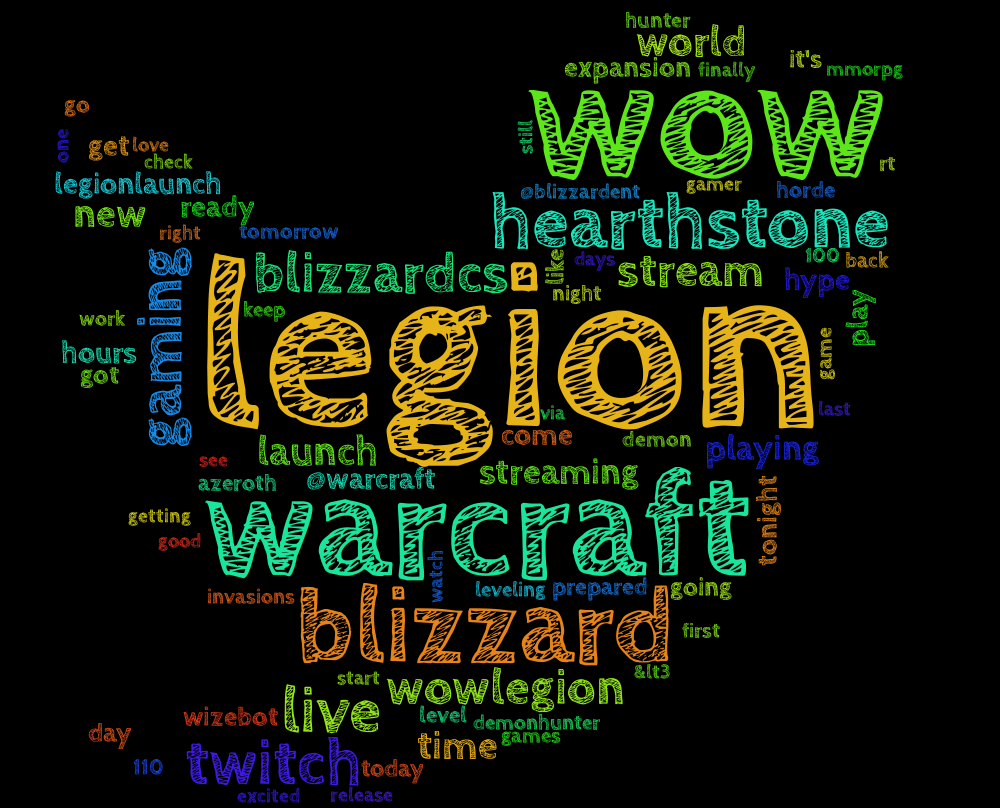 hunter
world
expansion finally it's mmorpg
go
wow
one
still
get love
check
rt
legionlaunch
@blizzardent gamer horde
new ready
hearthstone
right tomorrow
gaming
blizzardcs
like
days
stream
100 back
night
hype
legion
keep
play
work
hours
got
game
via
last
come
demon
launch
playing
see
streaming
azeroth @warcraft
warcraft
tonight
getting
good
watch
invasions
leveling prepared going
blizzard
first
&lt3
start wowlegion
live
wizebot
level demonhunter
day
time games
twitch today
110
excited release